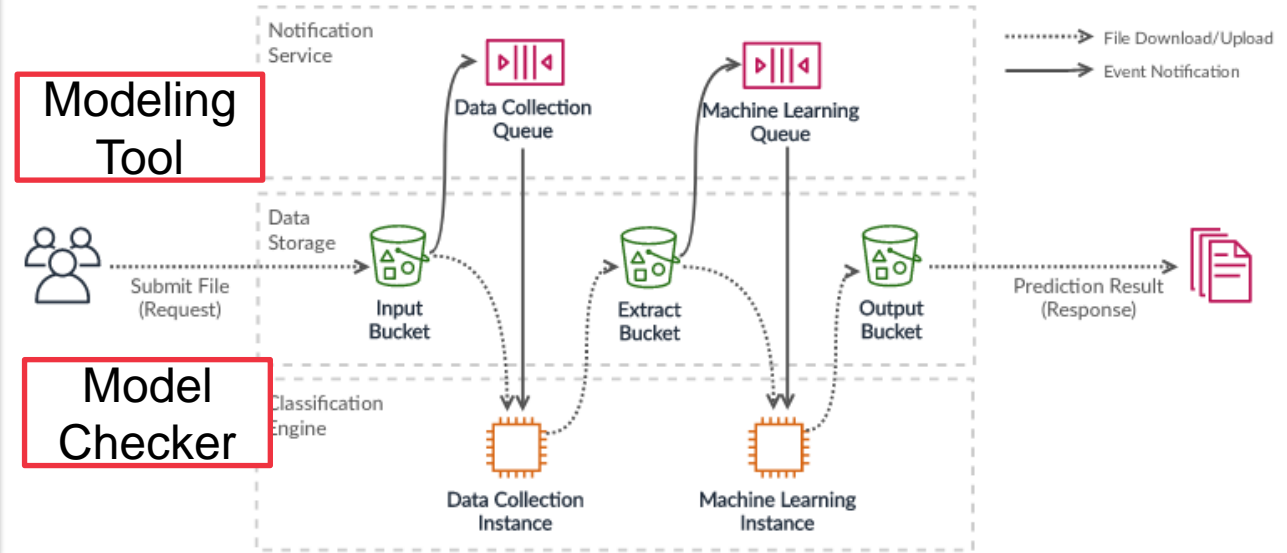 Notification
Service
File Download/Upload
Event Notification
Modeling
Tool
Data Collection
Queue
Machine Learning
Queue
Data
Storage
Submit File
(Request)
Input
Bucket
Extract
Bucket
Output
Bucket
Prediction Result
(Response)
Model
Checker
Classification
Engine
Data Collection
Instance
Machine Learning
Instance